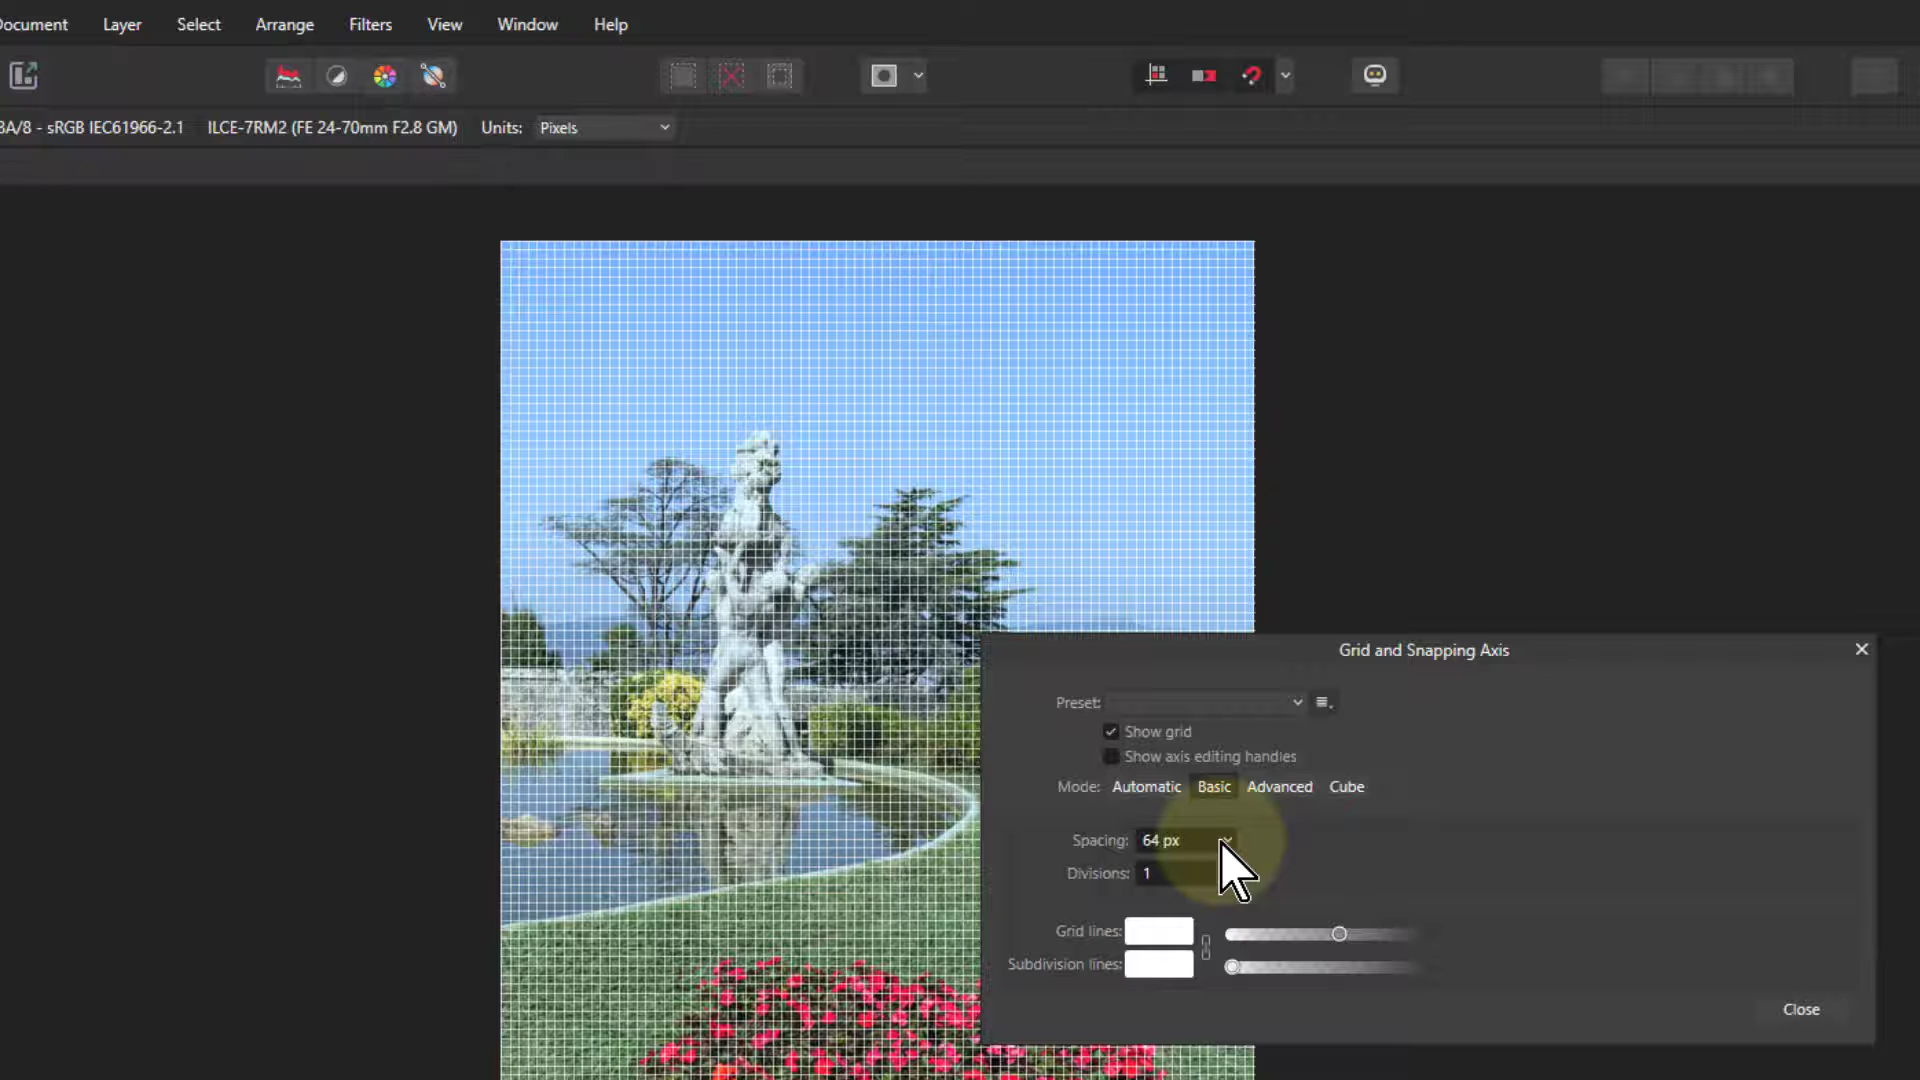 Document Layer Select Arrange Filters View Window Help
BA/8 - sRGB IEC61966-2.1 ILCE-7RM2 (FE 24-70mm F2.8 GM) Units: Pixels
Grid and Snapping Axis
Preset:
Show grid
Show axis editing handles
Mode: Automatic Basic Advanced Cube
Spacing: 64 px
Divisions: 1
Grid lines:
Subdivision lines:
Close